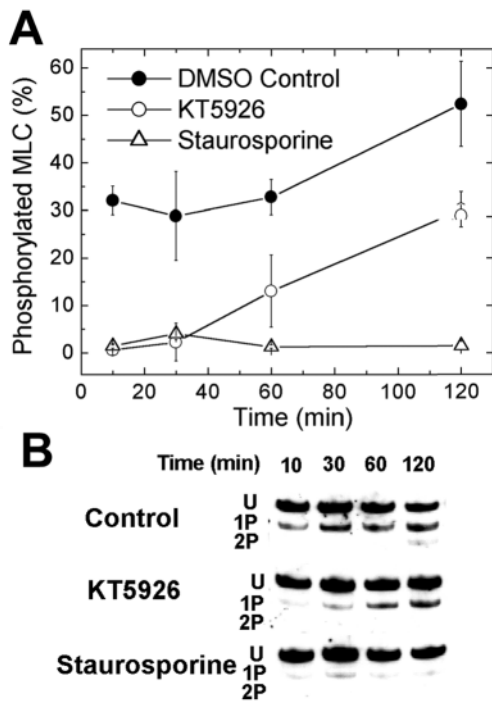 A
Phosphorylated MLC (%)
60
50
40
30
20
10
0
DMSO Control
KT5926
Staurosporine
0 20 40 60 80 100 120
Time (min)
B
Time (min) 10 30 60 120
Control
U
1P
2P
KT5926
U
1P
2P
Staurosporine
U
1P
2P